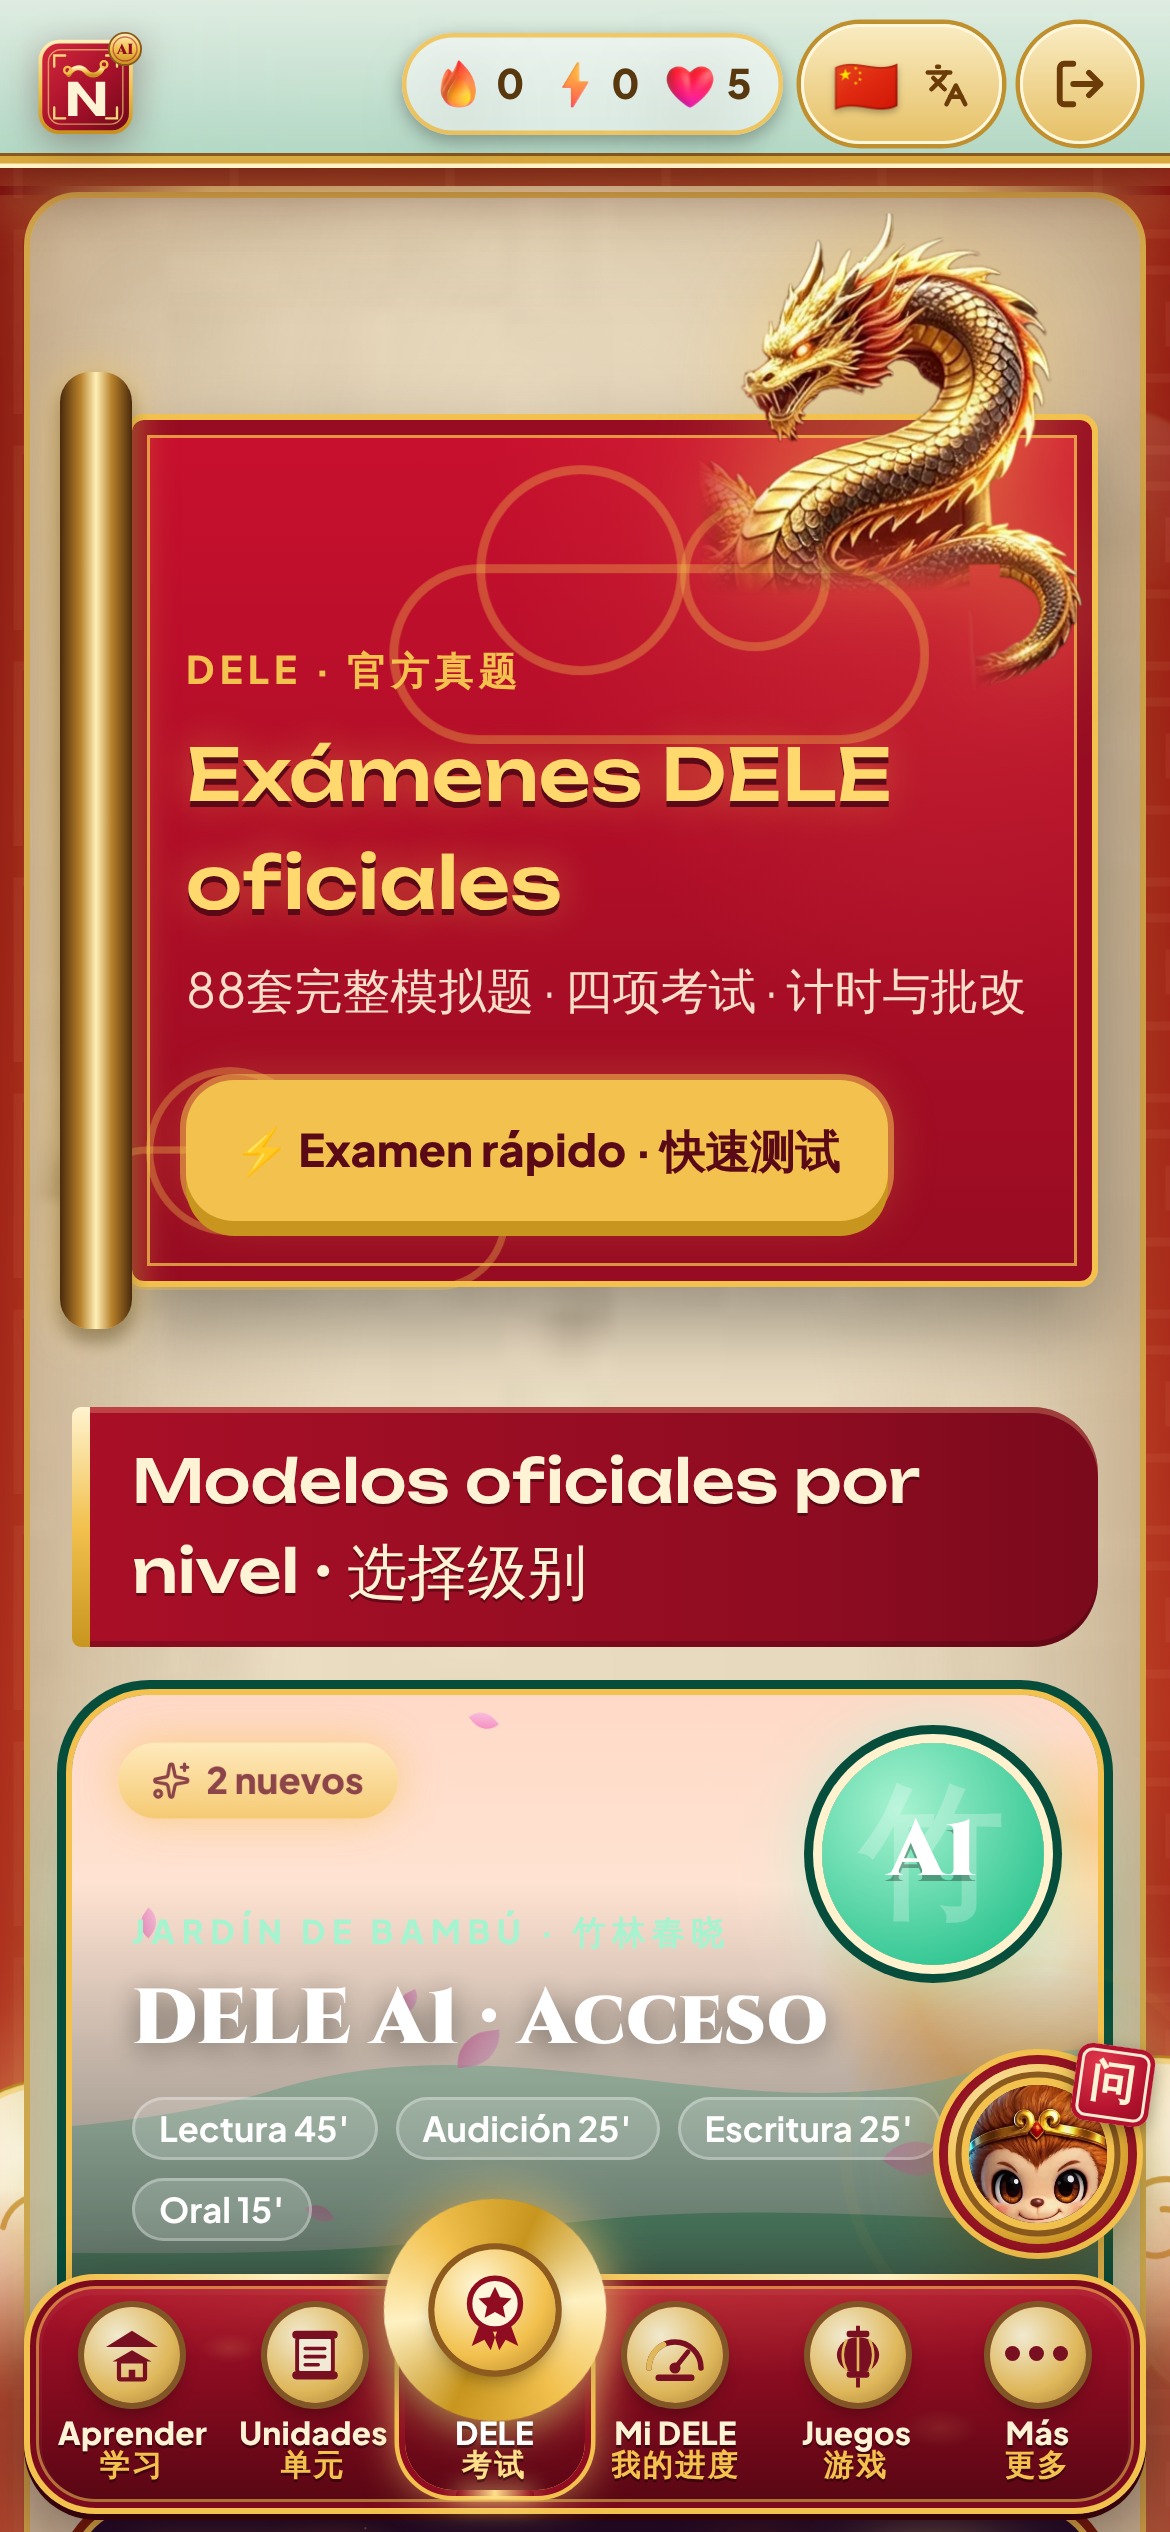 AI
Ñ
0 0 5
DELE · 官方真题
Exámenes DELE
oficiales
88套完整模拟题 · 四项考试 · 计时与批改
Examen rápido · 快速测试
Modelos oficiales por
nivel · 选择级别
2 nuevos
竹
A1
JARDÍN DE BAMBÚ · 竹林春晓
DELE A1 · ACCESO
Lectura 45' Audición 25' Escritura 25'
Oral 15'
问
Aprender Unidades DELE Mi DELE Juegos Más
学习 单元 考试 我的进度 游戏 更多